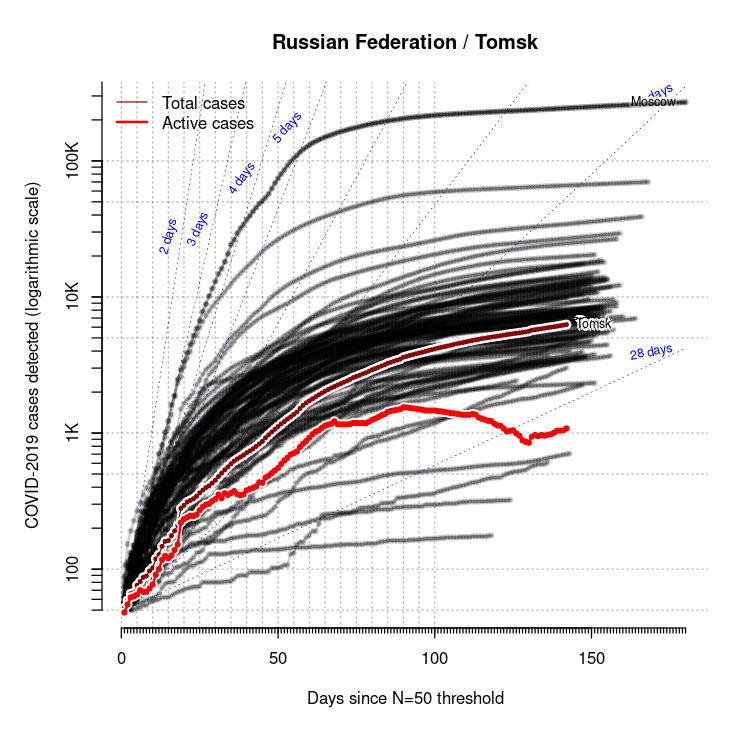 Russian Federation / Tomsk
Total cases
Active cases
2 days
3 days
4 days
5 days
days
Moscow
Tomsk
28 days
COVID-2019 cases detected (logarithmic scale)
100K
10K
1K
100
0
50
100
150
Days since N=50 threshold